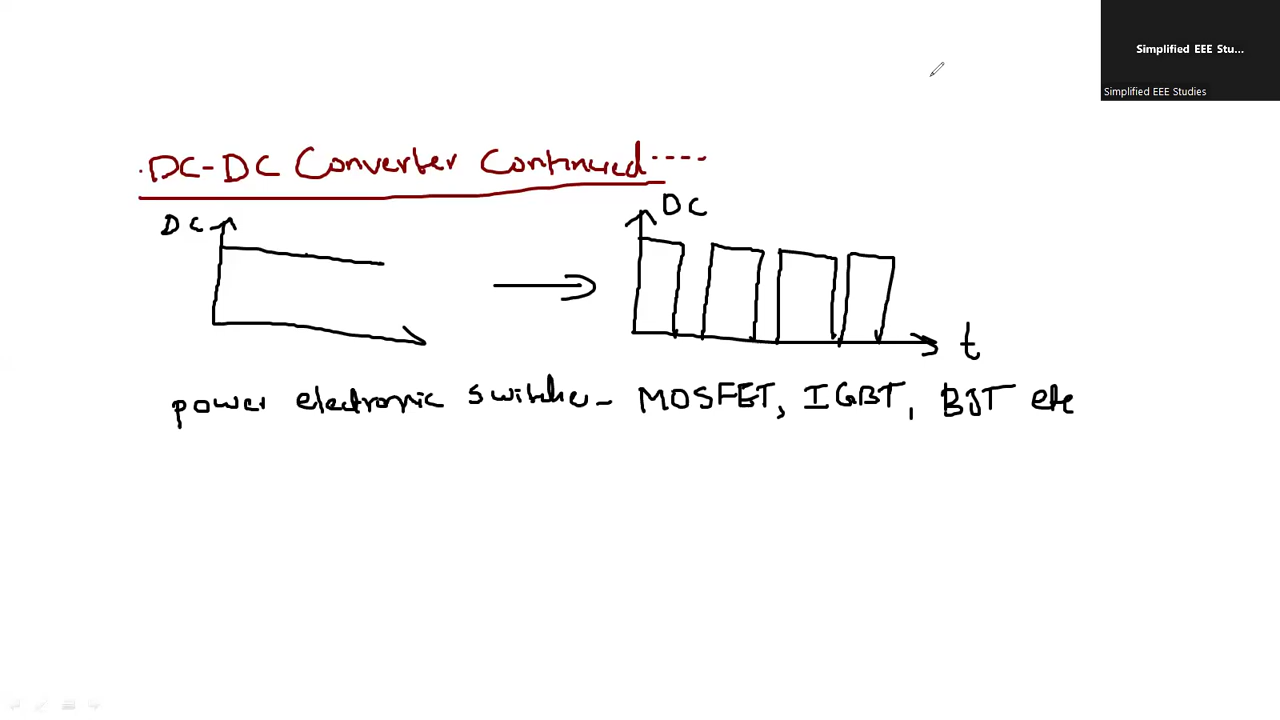 Simplified EEE Stu...
Simplified EEE Studies
DC-DC Converter Continued----
DC
DC
t
power electronic switches - MOSFET, IGBT, BJT etc